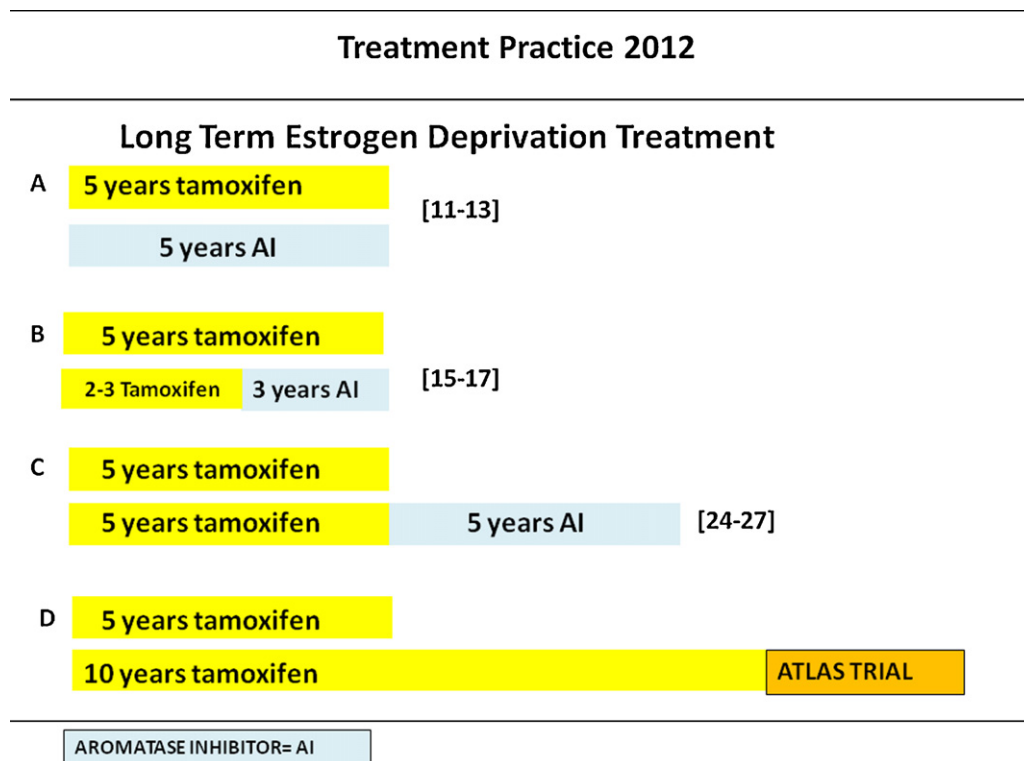 Treatment Practice 2012
Long Term Estrogen Deprivation Treatment
A
5 years tamoxifen
[11-13]
5 years AI
B
5 years tamoxifen
2-3 Tamoxifen
3 years AI
[15-17]
C
5 years tamoxifen
5 years tamoxifen
5 years AI
[24-27]
D
5 years tamoxifen
10 years tamoxifen
ATLAS TRIAL
AROMATASE INHIBITOR= AI